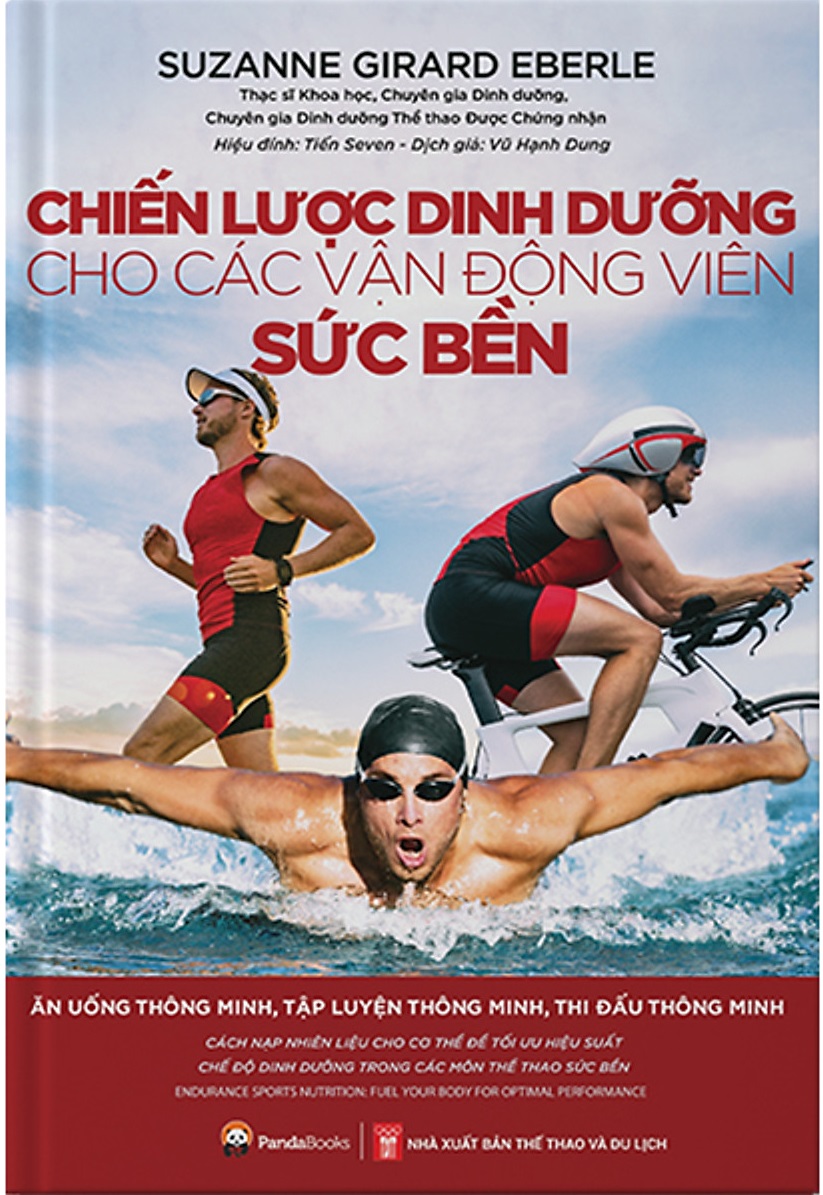 SUZANNE GIRARD EBERLE
Thạc sĩ Khoa học, Chuyên gia Dinh dưỡng,
Chuyên gia Dinh dưỡng Thể thao Được Chứng nhận
Hiệu đính: Tiến Seven - Dịch giả: Vũ Hạnh Dung
CHIẾN LƯỢC DINH DƯỠNG
CHO CÁC VẬN ĐỘNG VIÊN
SỨC BỀN
ĂN UỐNG THÔNG MINH, TẬP LUYỆN THÔNG MINH, THI ĐẤU THÔNG MINH
CÁCH NẠP NHIÊN LIỆU CHO CƠ THỂ ĐỂ TỐI ƯU HIỆU SUẤT
CHẾ ĐỘ DINH DƯỠNG TRONG CÁC MÔN THỂ THAO SỨC BỀN
ENDURANCE SPORTS NUTRITION: FUEL YOUR BODY FOR OPTIMAL PERFORMANCE
PandaBooks
NHÀ XUẤT BẢN THỂ THAO VÀ DU LỊCH